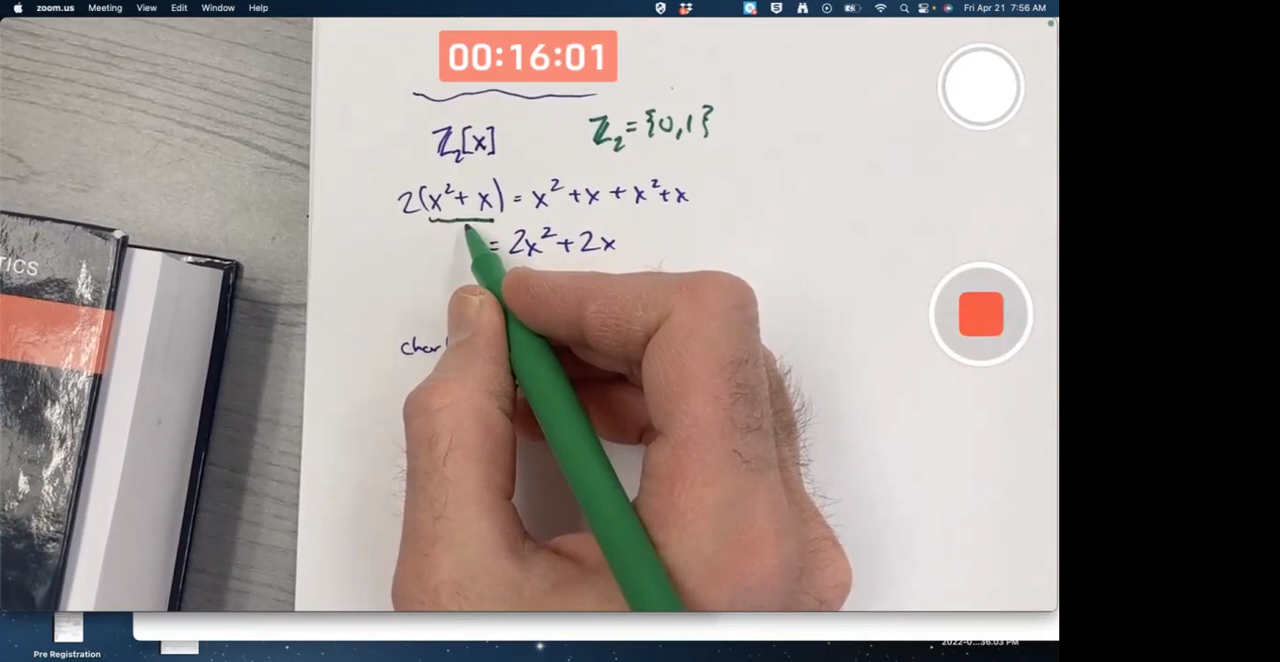 zoom.us Meeting View Edit Window Help Fri Apr 21 7:56 AM
00:16:01
ℤ₂[x] ℤ₂ = {0,1}
2(x² + x) = x² + x + x² + x
= 2x² + 2x
char
TICS
Pre Registration